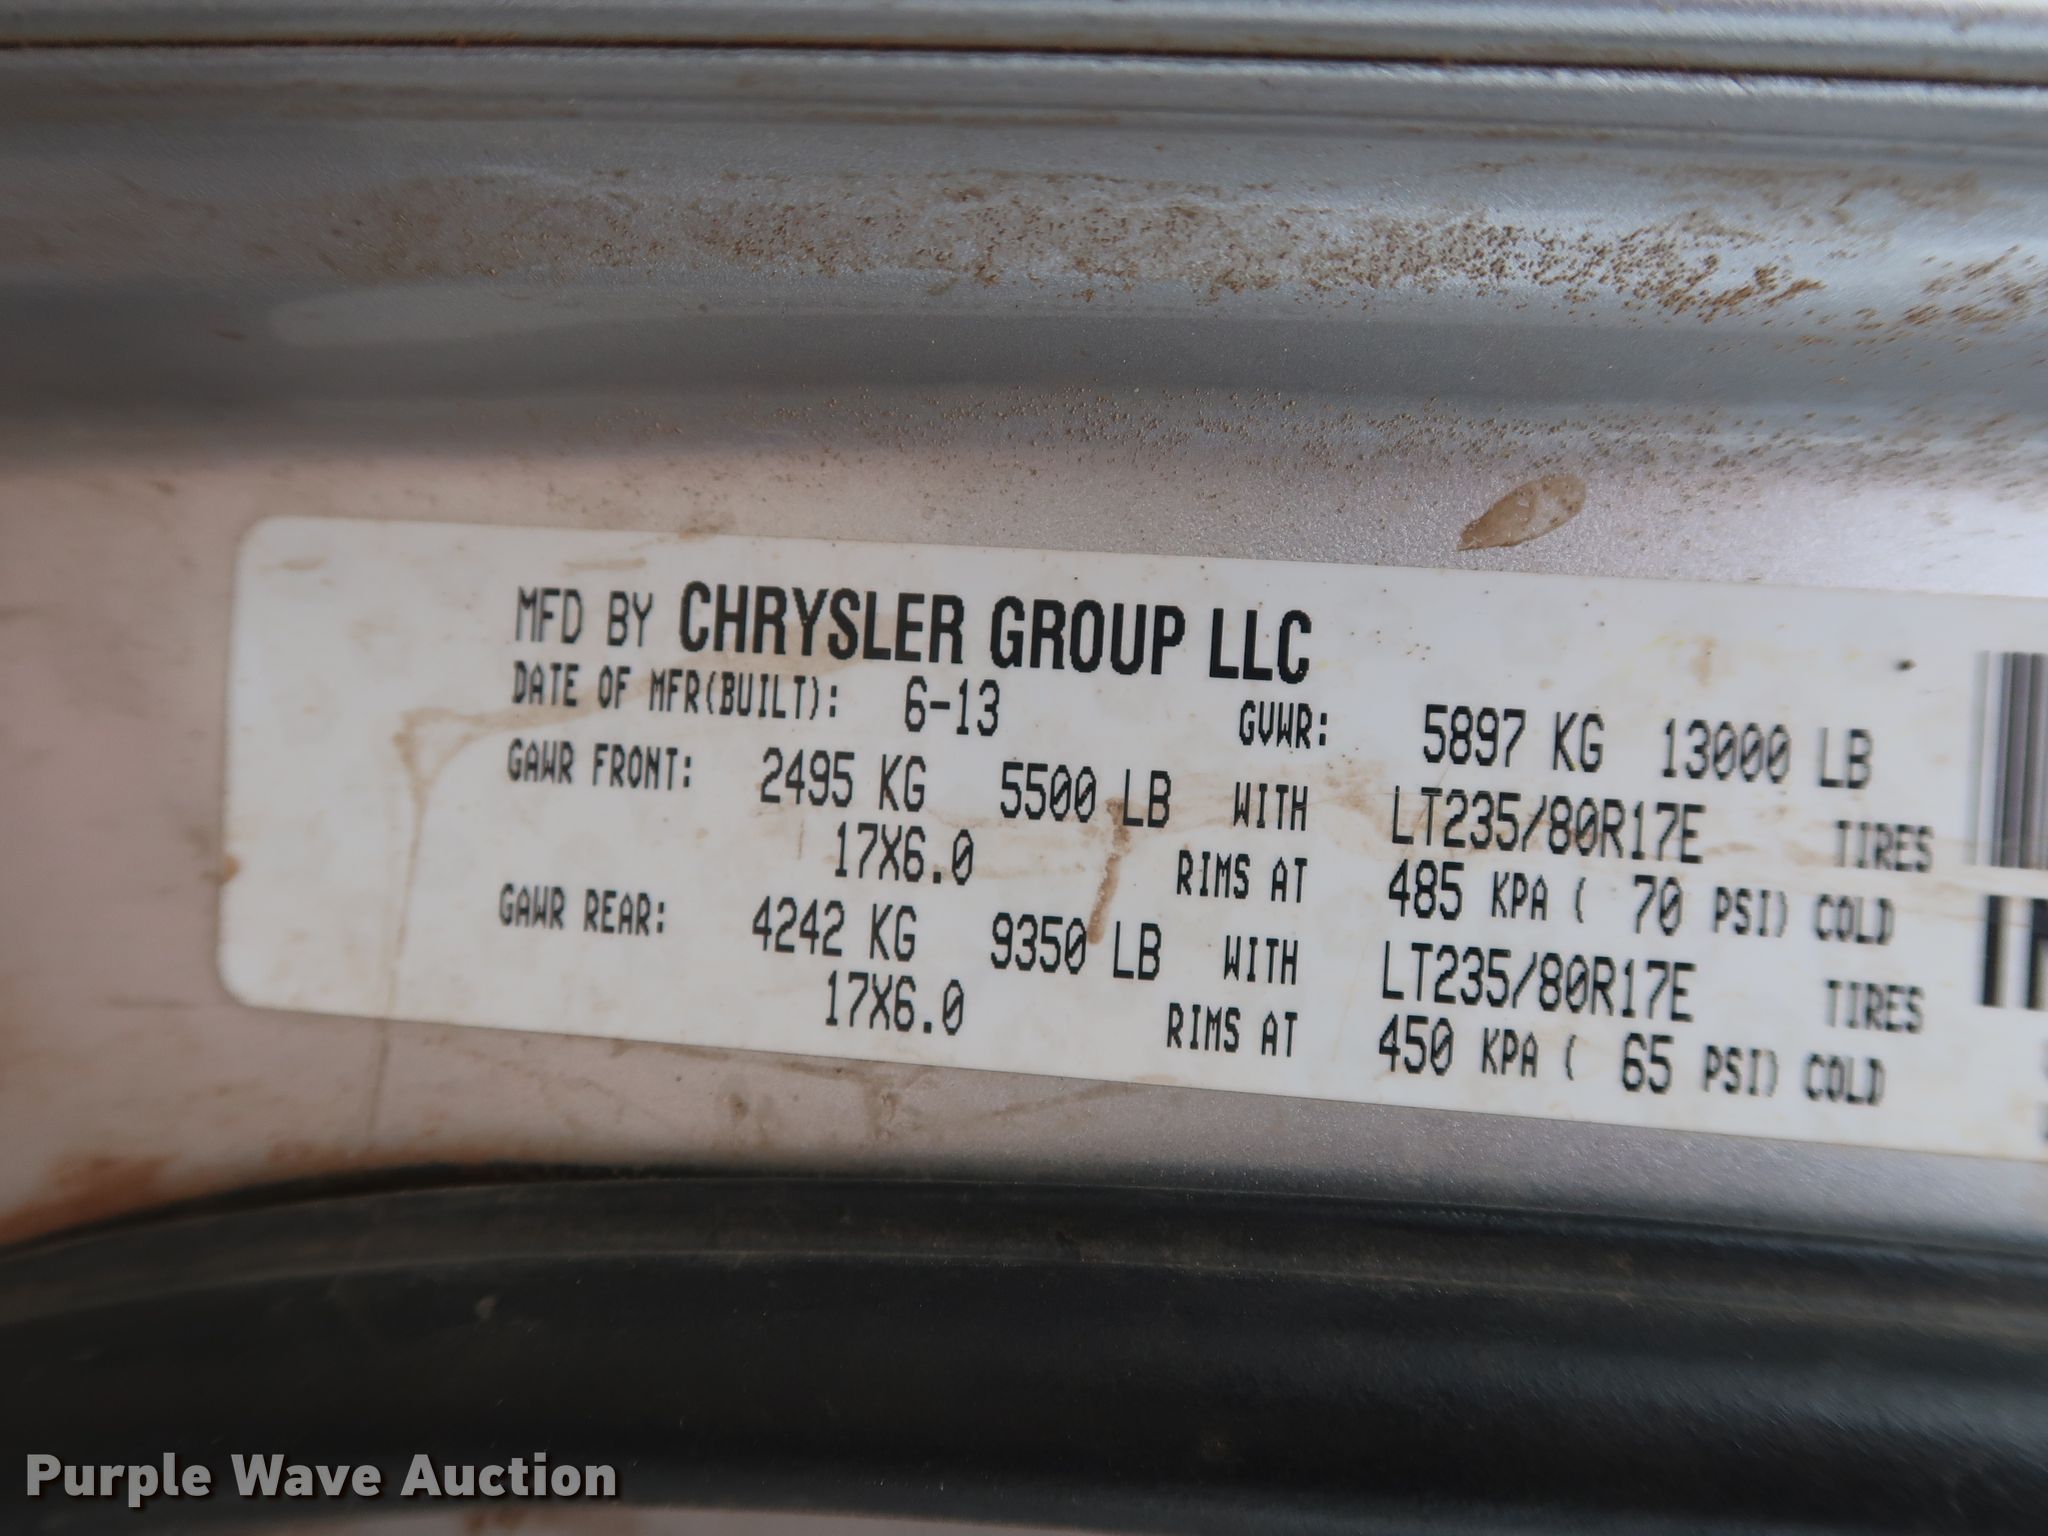 MFD BY CHRYSLER GROUP LLC
DATE OF MFR(BUILT): 6-13 GVWR: 5897 KG 13000 LB
GAWR FRONT: 2495 KG 5500 LB WITH LT235/80R17E TIRES
17X6.0 RIMS AT 485 KPA ( 70 PSI) COLD
GAWR REAR: 4242 KG 9350 LB WITH LT235/80R17E TIRES
17X6.0 RIMS AT 450 KPA ( 65 PSI) COLD
Purple Wave Auction